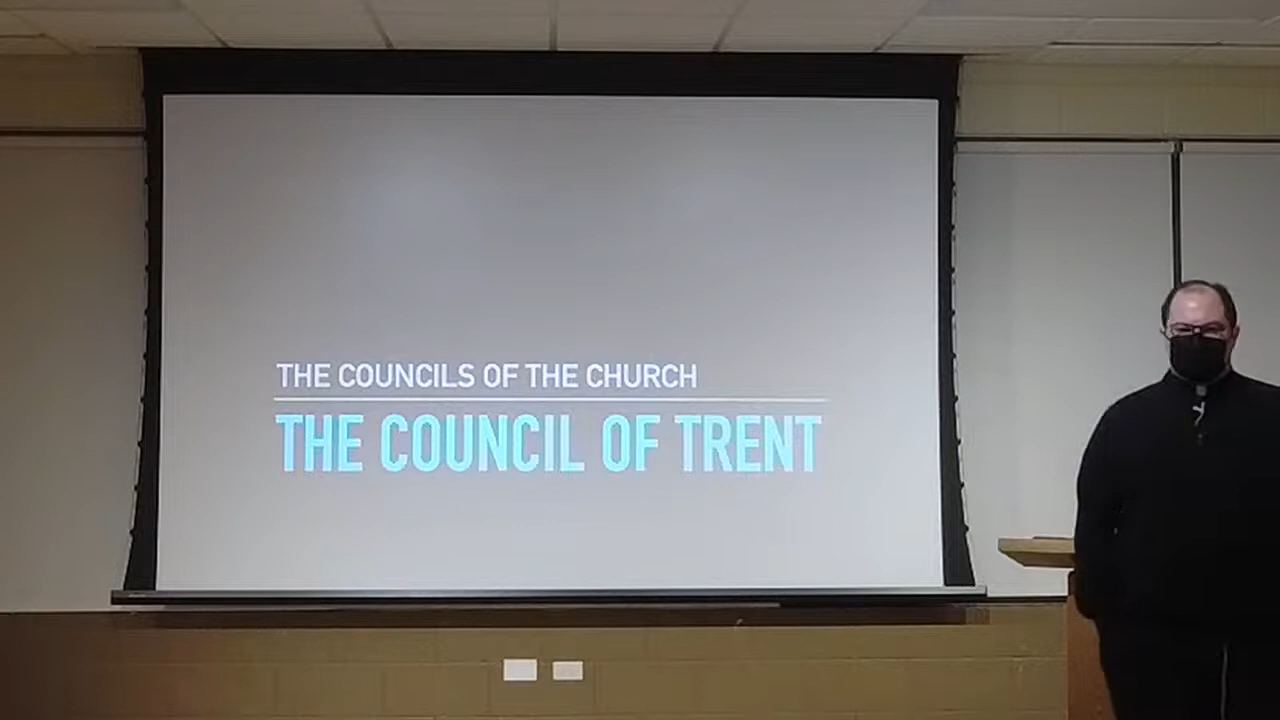 THE COUNCILS OF THE CHURCH
THE COUNCIL OF TRENT